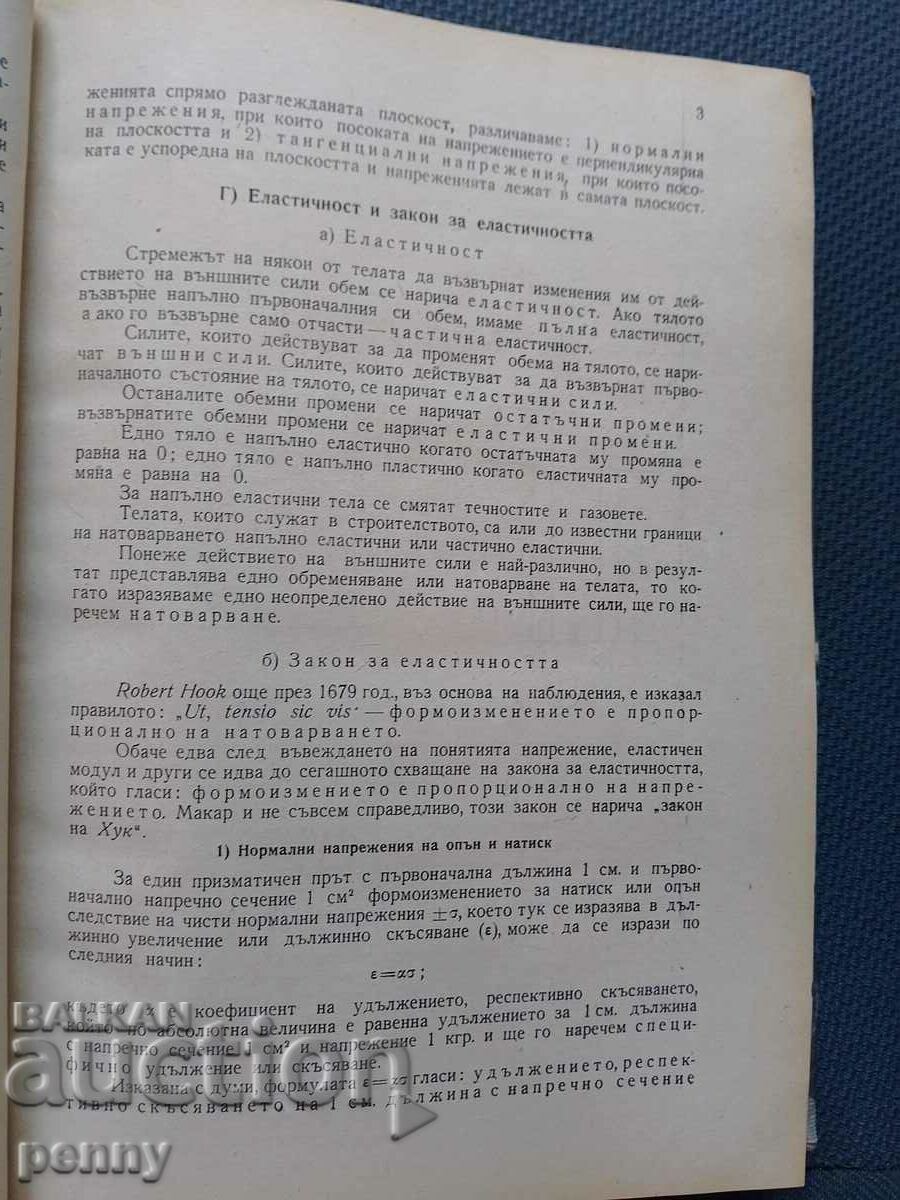 3
женията спрямо разглежданата плоскост, различаваме: 1) нормални
напрежения, при които посоката на напрежението е перпендикулярна
на плоскостта и 2) тангенциални напрежения, при които посо-
ката е успоредна на плоскостта и напреженията лежат в самата плоскост.
Г) Еластичност и закон за еластичността
а) Еластичност
Стремежът на някои от телата да възвърнат изменения им от дей-
ствието на външните сили обем се нарича еластичност. Ако тялото
възвърне напълно първоначалния си обем, имаме пълна еластичност,
а ако го възвърне само отчасти — частична еластичност.
Силите, които действуват за да променят обема на тялото, се нари-
чат външни сили. Силите, които действуват за да възвърнат първо-
началното състояние на тялото, се наричат еластични сили.
Останалите обемни промени се наричат остатъчни промени;
възвърнатите обемни промени се наричат еластични промени.
Едно тяло е напълно еластично когато остатъчната му промяна е
равна на 0; едно тяло е напълно пластично когато еластичната му про-
мяна е равна на 0.
За напълно еластични тела се смятат течностите и газовете.
Телата, които служат в строителството, са или до известни граници
на натоварването напълно еластични или частично еластични.
Понеже действието на външните сили е най-различно, но в резул-
тат представлява едно обременяване или натоварване на телата, то ко-
гато изразяваме едно неопределено действие на външните сили, ще го на-
речем натоварване.
б) Закон за еластичността
Robert Hook още през 1679 год., въз основа на наблюдения, е изказал
правилото: „Ut, tensio sic vis" — формоизменението е пропор-
ционално на натоварването.
Обаче едва след въвеждането на понятията напрежение, еластичен
модул и други се идва до сегашното схващане на закона за еластичността,
който гласи: формоизмението е пропорционално на напре-
жението. Макар и не съвсем справедливо, този закон се нарича „закон
на Хук“.
1) Нормални напрежения на опън и натиск
За един призматичен прът с първоначална дължина 1 см. и първо-
начално напречно сечение 1 см² формоизменението за натиск или опън
следствие на чисти нормални напрежения ±σ, което тук се изразява в дъл-
жинно увеличение или дължинно скъсяване (ε), може да се изрази по
следния начин:
ε=ασ;
където α е коефициент на удължението, респективно скъсяването,
който по абсолютна величина е равенна удължението за 1 см. дължина
с напречно сечение 1 см² и напрежение 1 кгр. и ще го наречем специ-
фично удължение или скъсяване.
Изказана с думи, формулата ε=ασ гласи: удължението, респек-
тивно скъсяването на 1 см. дължина с напречно сечение
BALKAN
auction
penny